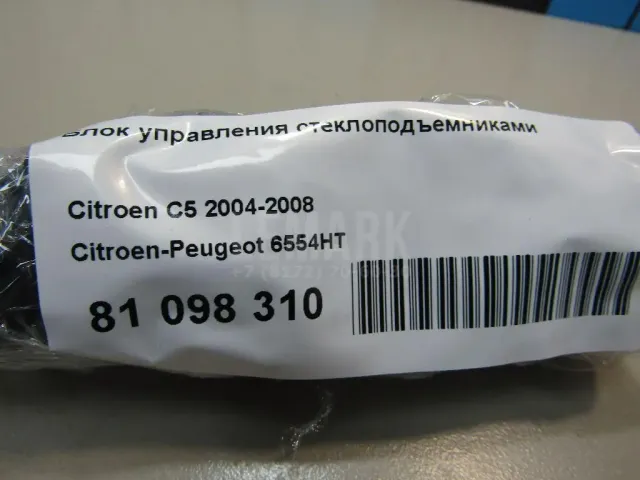 Блок управления стеклоподъемниками
Citroen C5 2004-2008
Citroen-Peugeot 6554HT
81 098 310